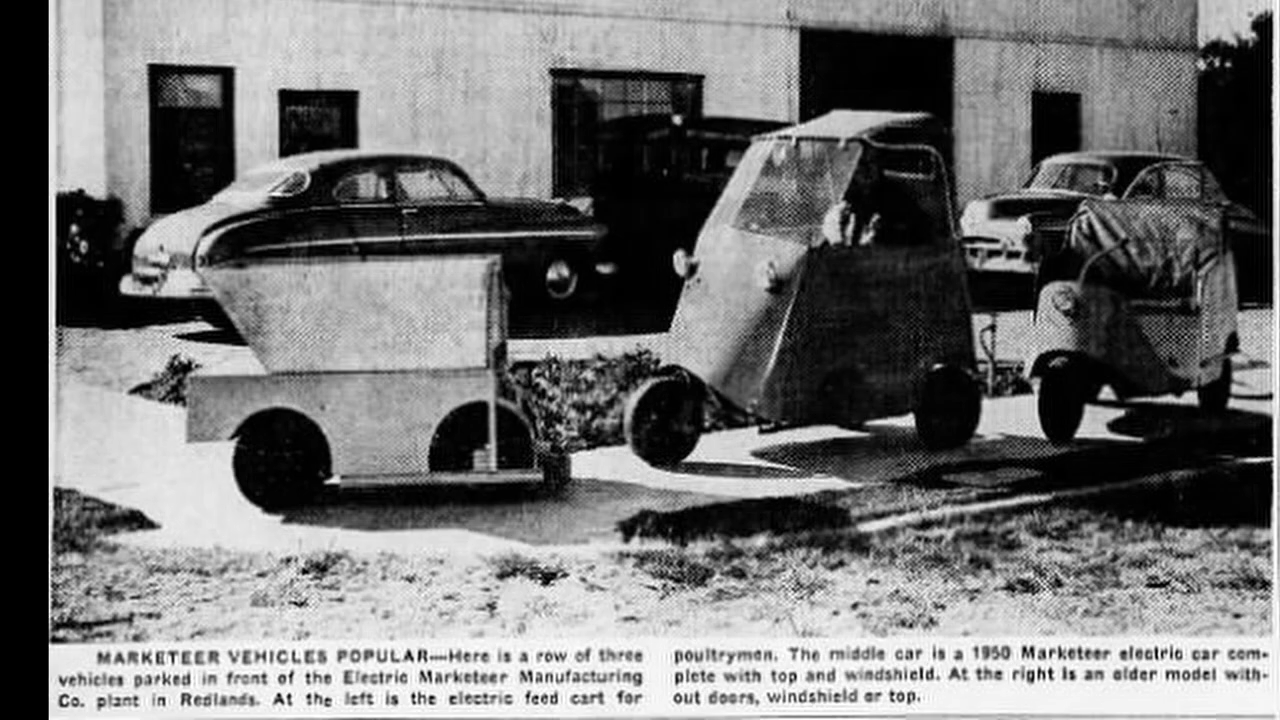 MARKETEER VEHICLES POPULAR—Here is a row of three
vehicles parked in front of the Electric Marketeer Manufacturing
Co. plant in Redlands. At the left is the electric feed cart for
poultrymen. The middle car is a 1950 Marketeer electric car com-
plete with top and windshield. At the right is an older model with-
out doors, windshield or top.